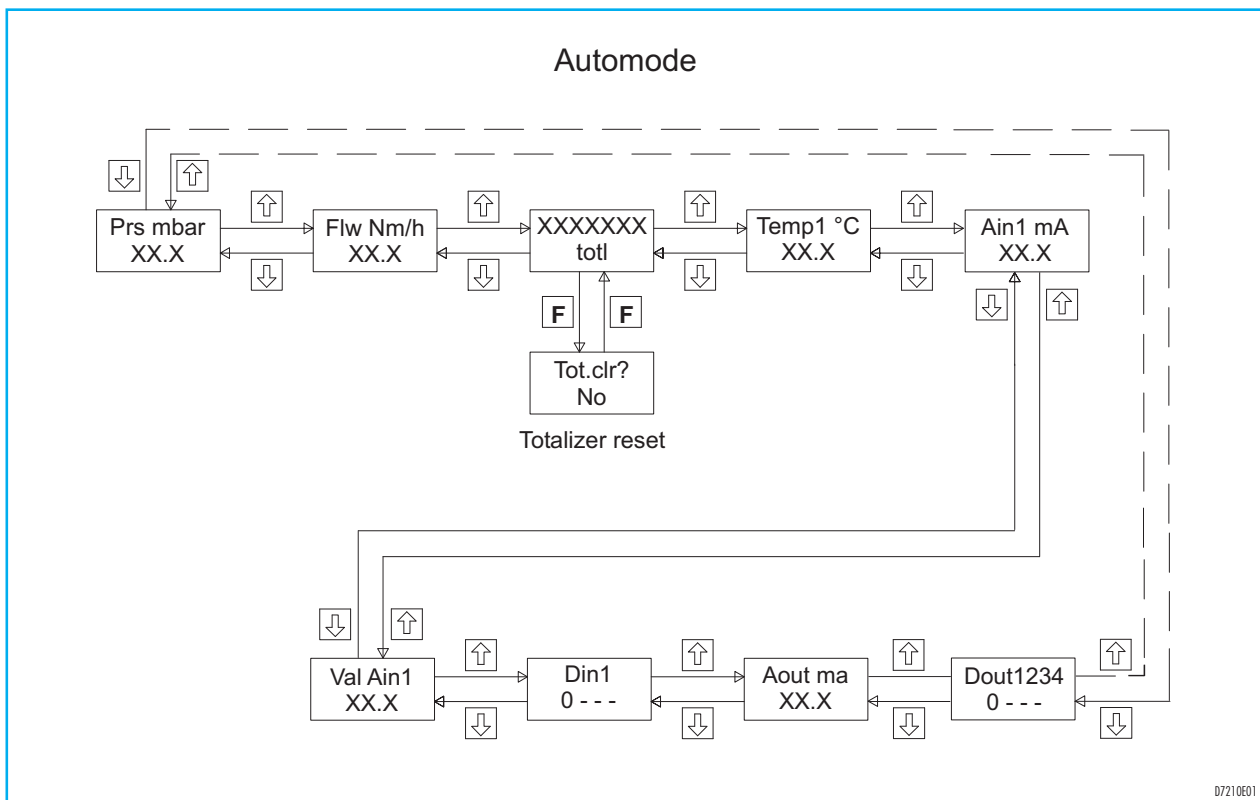 Automode
Prs mbar
XX.X
Flw Nm/h
XX.X
XXXXXXX
totl
Temp1 °C
XX.X
Ain1 mA
XX.X
F
F
Tot.clr?
No
Totalizer reset
Val Ain1
XX.X
Din1
0 - - -
Aout ma
XX.X
Dout1234
0 - - -
D7210E01